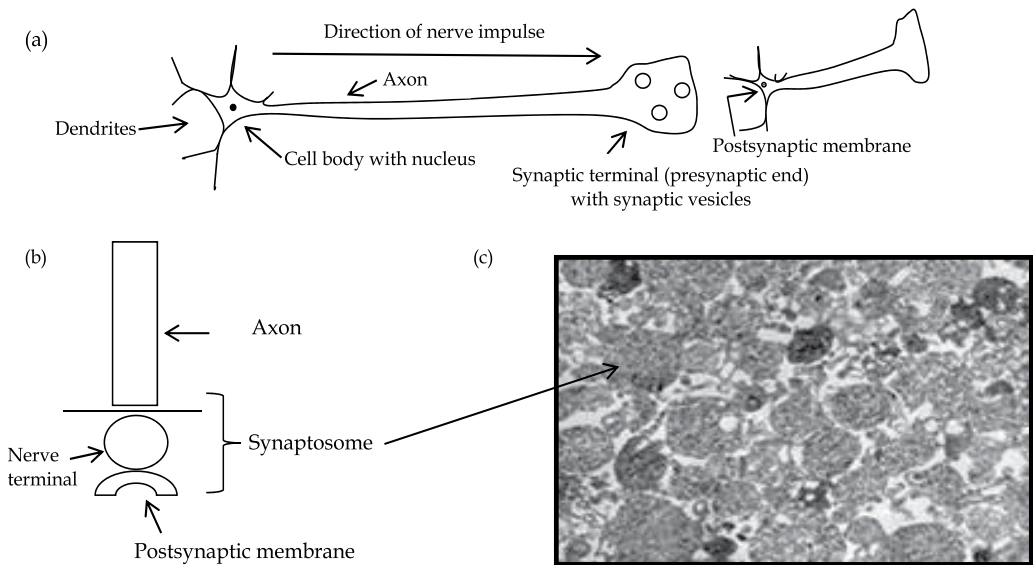 (a)
Direction of nerve impulse
Axon
Dendrites
Cell body with nucleus
Postsynaptic membrane
Synaptic terminal (presynaptic end)
with synaptic vesicles
(b)
(c)
Axon
Synaptosome
Nerve
terminal
Postsynaptic membrane